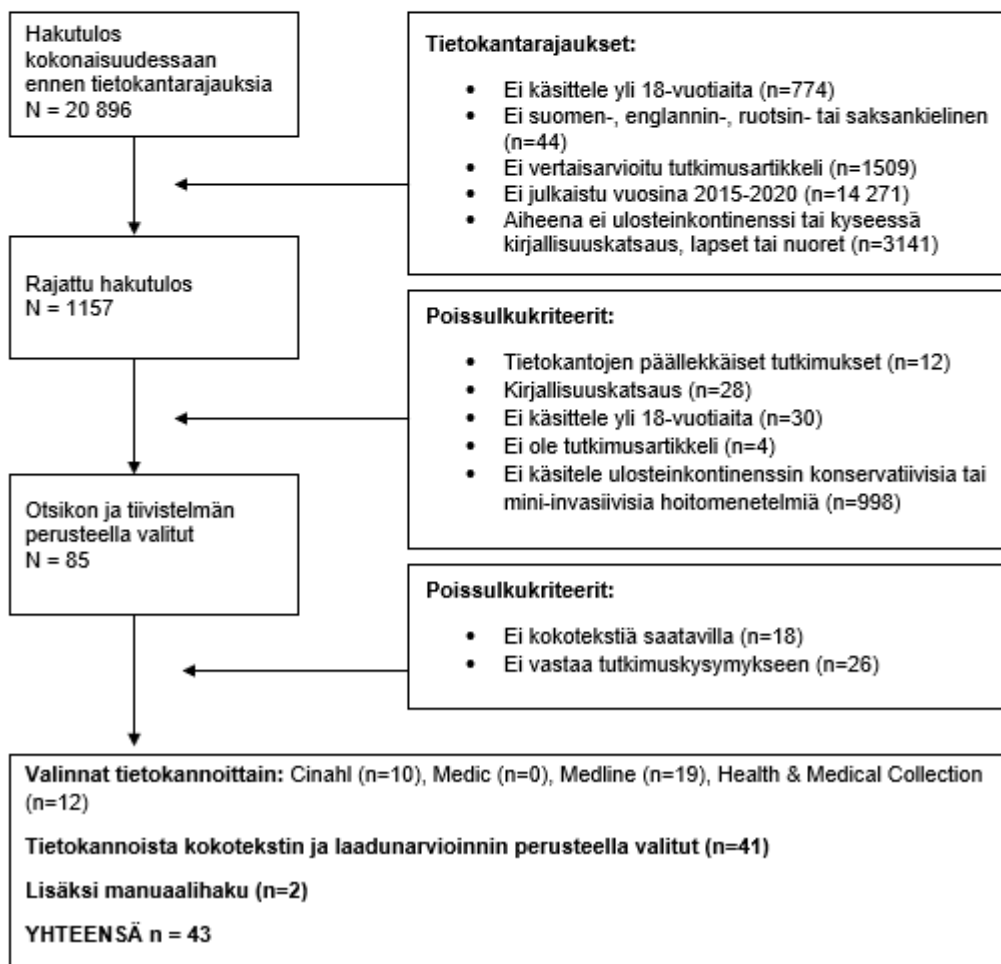 Hakutulos
kokonaisuudessaan
ennen tietokantarajauksia
N = 20 896
Tietokantarajaukset:
• Ei käsittele yli 18-vuotiaita (n=774)
• Ei suomen-, englannin-, ruotsin- tai saksankielinen
(n=44)
• Ei vertaisarvioitu tutkimusartikkeli (n=1509)
• Ei julkaistu vuosina 2015-2020 (n=14 271)
• Aiheena ei ulosteinkontinenssi tai kyseessä
kirjallisuuskatsaus, lapset tai nuoret (n=3141)
Rajattu hakutulos
N = 1157
Poissulkukriteerit:
• Tietokantojen päällekkäiset tutkimukset (n=12)
• Kirjallisuuskatsaus (n=28)
• Ei käsittele yli 18-vuotiaita (n=30)
• Ei ole tutkimusartikkeli (n=4)
• Ei käsitele ulosteinkontinenssin konservatiivisia tai
mini-invasiivisia hoitomenetelmiä (n=998)
Otsikon ja tiivistelmän
perusteella valitut
N = 85
Poissulkukriteerit:
• Ei kokotekstiä saatavilla (n=18)
• Ei vastaa tutkimuskysymykseen (n=26)
Valinnat tietokannoittain: Cinahl (n=10), Medic (n=0), Medline (n=19), Health & Medical Collection
(n=12)
Tietokannoista kokotekstin ja laadunarvioinnin perusteella valitut (n=41)
Lisäksi manuaalihaku (n=2)
YHTEENSÄ n = 43